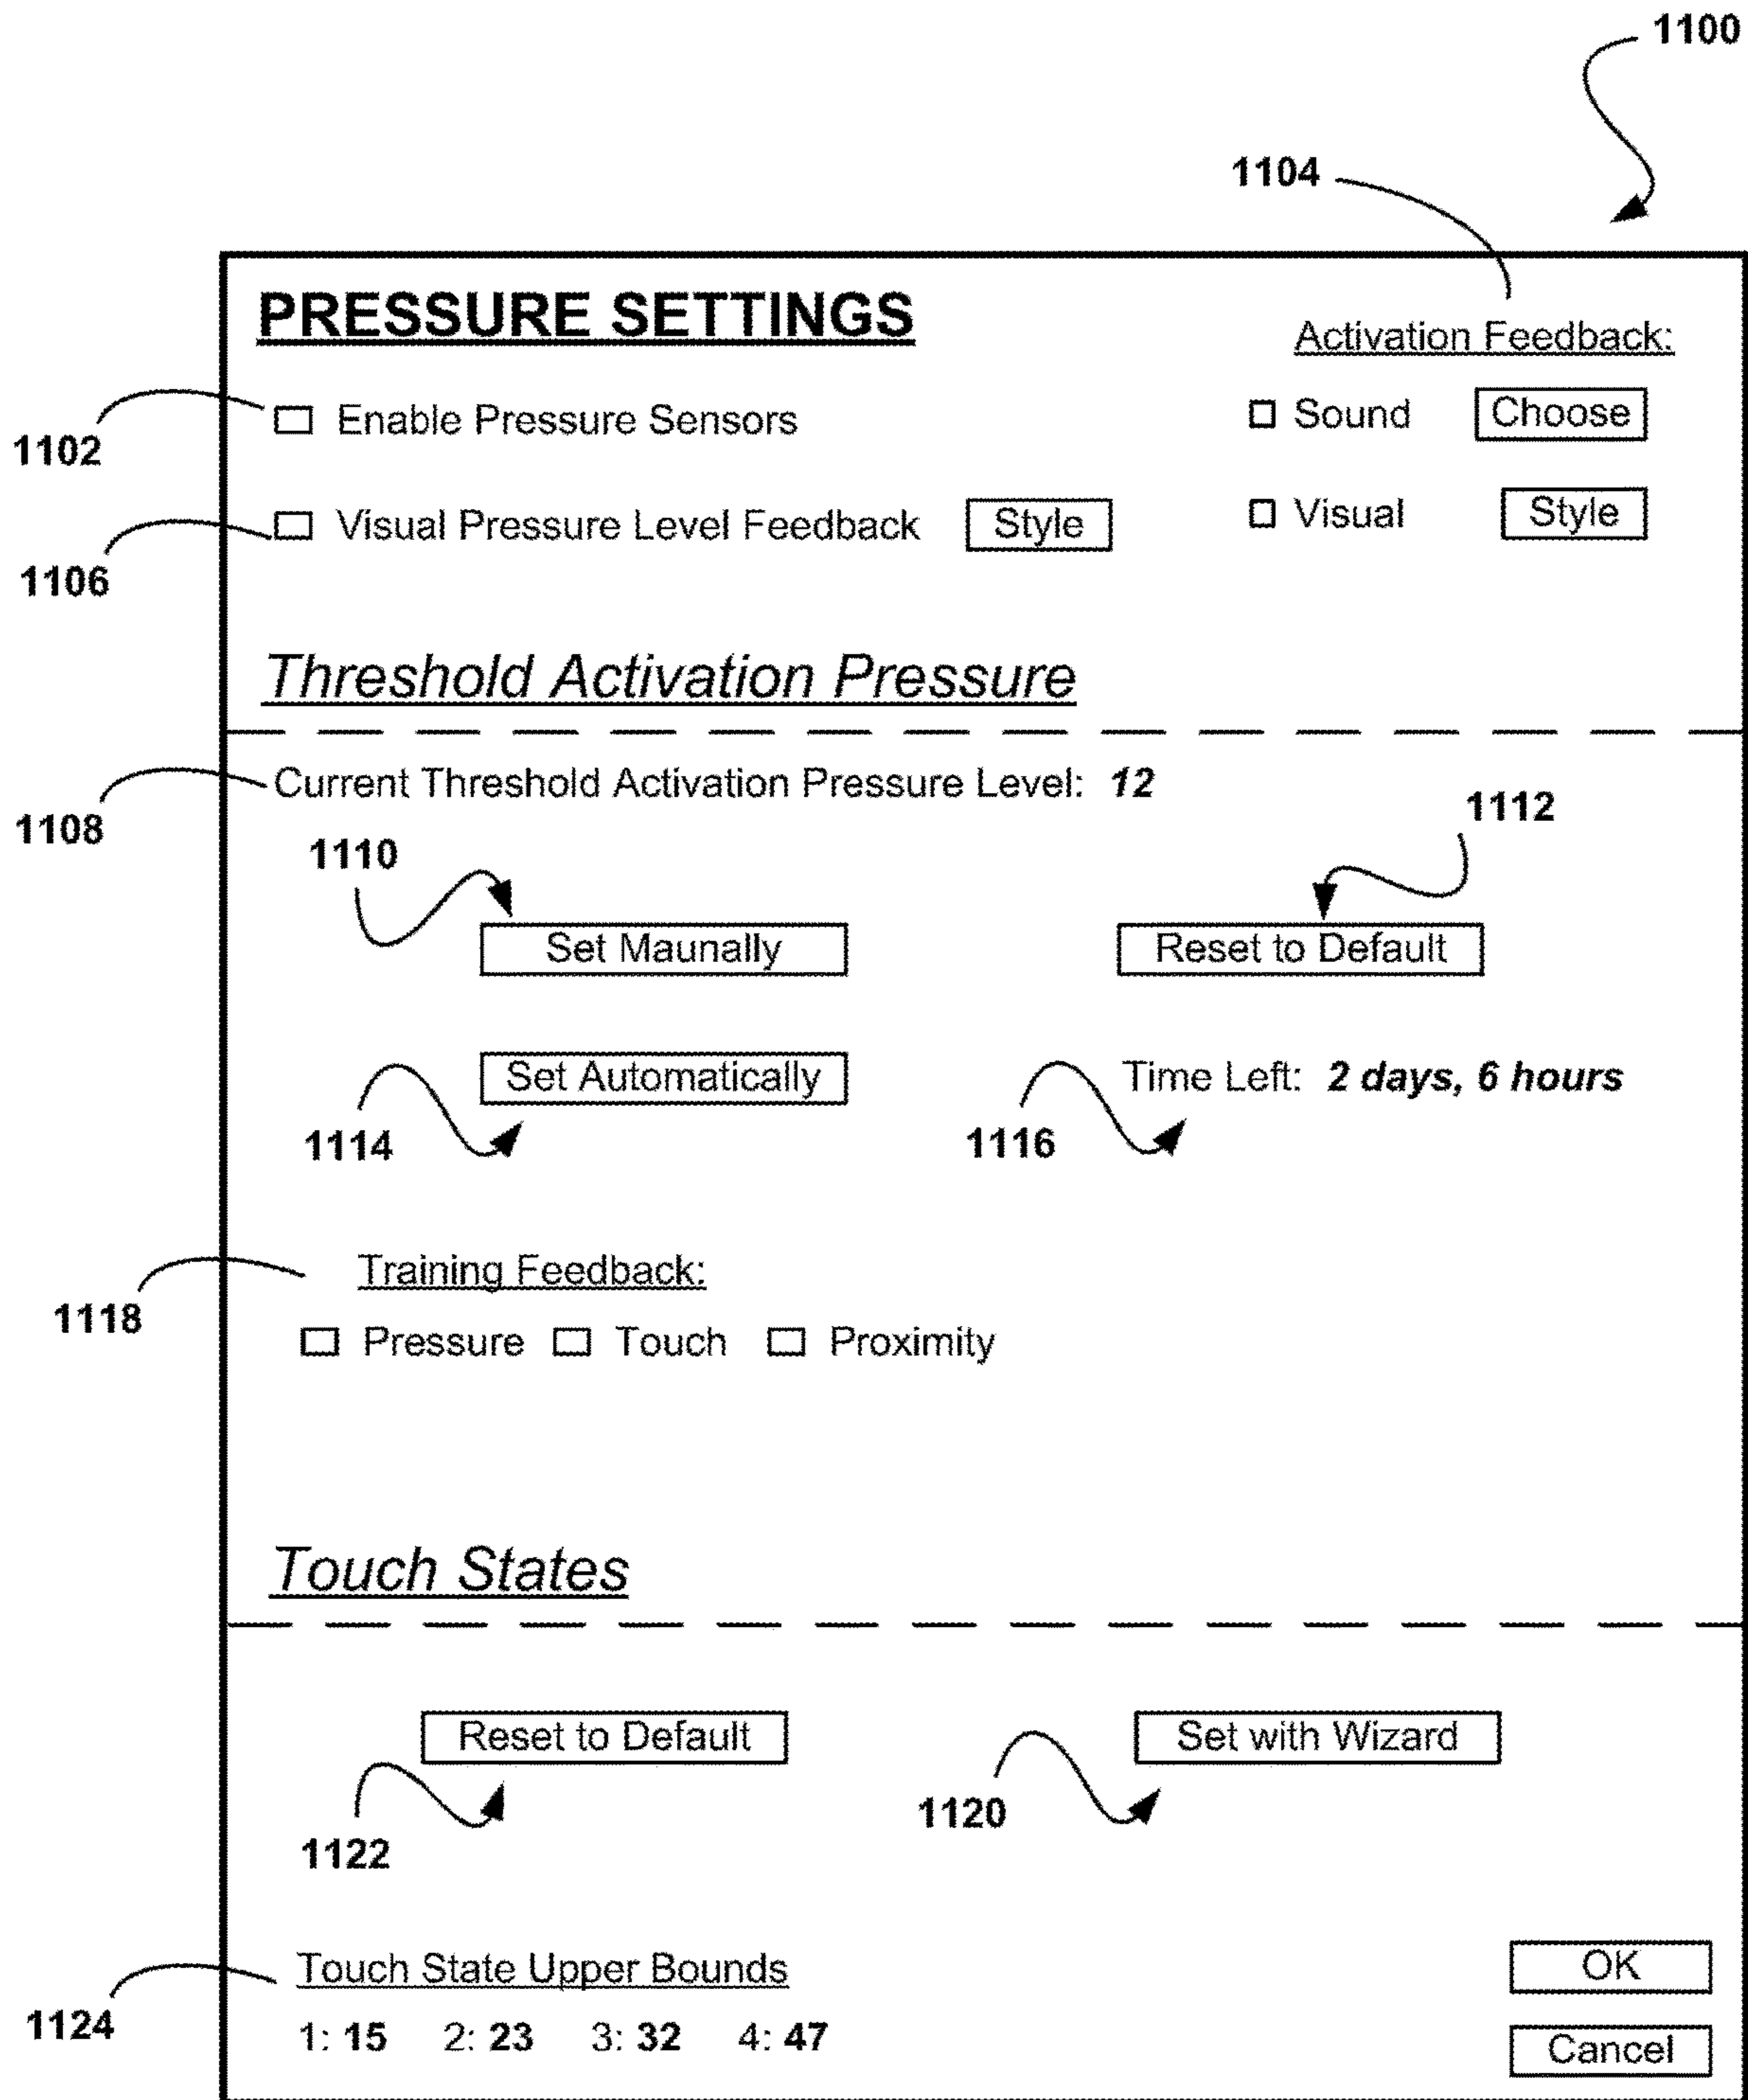 1100
1104
PRESSURE SETTINGS
Activation Feedback:
1102
Enable Pressure Sensors
Sound Choose
1106
Visual Pressure Level Feedback Style
Visual Style
Threshold Activation Pressure
1108
Current Threshold Activation Pressure Level: 12
1110
1112
Set Maunally
Reset to Default
Set Automatically
Time Left: 2 days, 6 hours
1114
1116
1118
Training Feedback:
Pressure Touch Proximity
Touch States
Reset to Default
Set with Wizard
1122
1120
1124
Touch State Upper Bounds
1: 15 2: 23 3: 32 4: 47
OK
Cancel